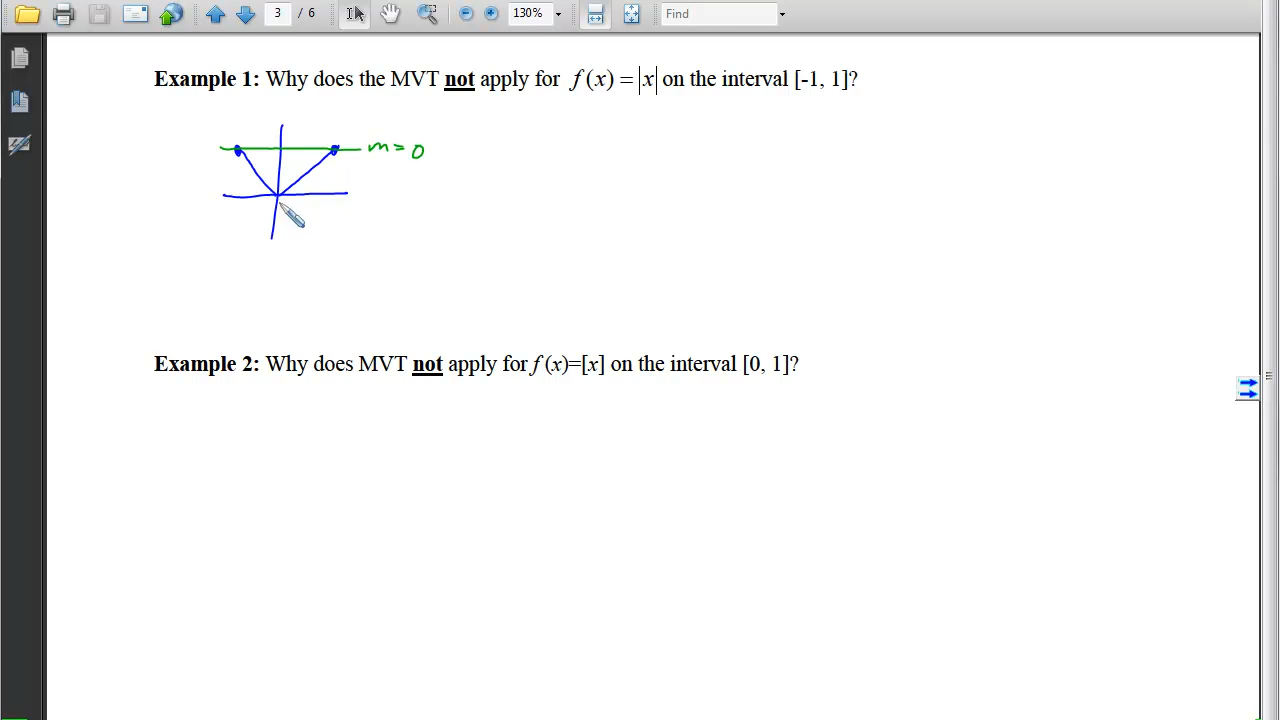 3 / 6 130% Find
Example 1: Why does the MVT not apply for f(x) = |x| on the interval [-1, 1]?
m = 0
Example 2: Why does MVT not apply for f(x)=[x] on the interval [0, 1]?